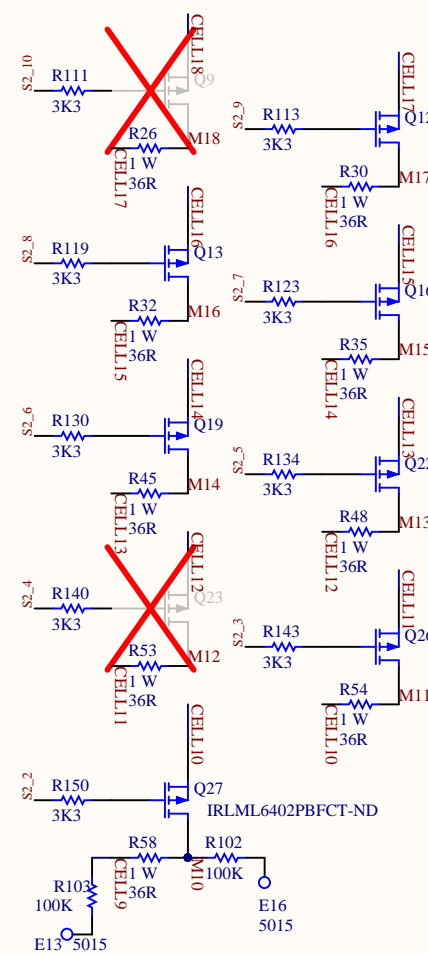 S2_10
R111
3K3
CELL18
Q9
R26
1 W
36R
M18
CELL17
S2_9
R113
3K3
CELL17
Q12
R30
1 W
36R
M17
CELL16
S2_8
R119
3K3
CELL16
Q13
R32
1 W
36R
M16
CELL15
S2_7
R123
3K3
CELL15
Q16
R35
1 W
36R
M15
CELL14
S2_6
R130
3K3
CELL14
Q19
R45
1 W
36R
M14
CELL13
S2_5
R134
3K3
CELL13
Q22
R48
1 W
36R
M13
CELL12
S2_4
R140
3K3
CELL12
Q23
R53
1 W
36R
M12
CELL11
S2_3
R143
3K3
CELL11
Q26
R54
1 W
36R
M11
CELL10
S2_2
R150
3K3
CELL10
Q27
IRLML6402PBFCT-ND
R58
1 W
36R
M10
CELL9
R102
100K
R103
100K
E16
5015
E13
5015